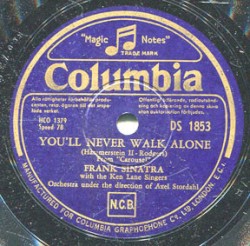 "Magic Notes"
TRADE MARK
Columbia
HCO 1379
Speed 78
DS 1853
YOU'LL NEVER WALK ALONE
(Hammerstein II - Rodgers)
From "Carousel"
FRANK SINATRA
with the Ken Lane Singers
Orchestra under the direction of Axel Stordahl
N.C.B.
MANUFACTURED FOR COLUMBIA GRAPHOPHONE CO. LTD. LONDON